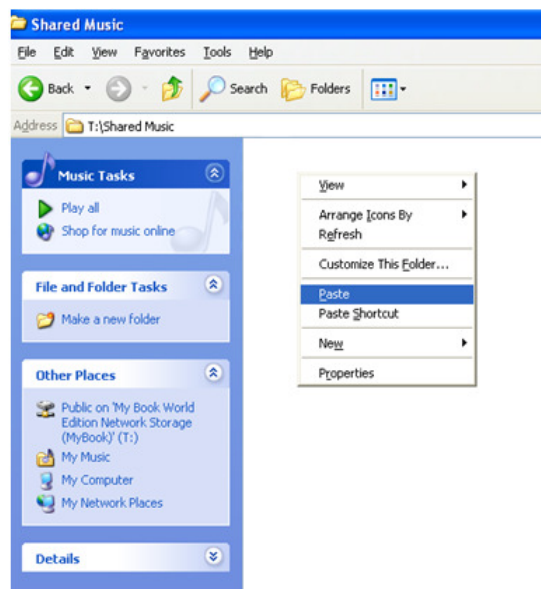 Shared Music
File Edit View Favorites Tools Help
Back Search Folders
Address T:\Shared Music
Music Tasks
Play all
Shop for music online
File and Folder Tasks
Make a new folder
Other Places
Public on 'My Book World
Edition Network Storage
(MyBook)' (T:)
My Music
My Computer
My Network Places
Details
View
Arrange Icons By
Refresh
Customize This Folder...
Paste
Paste Shortcut
New
Properties